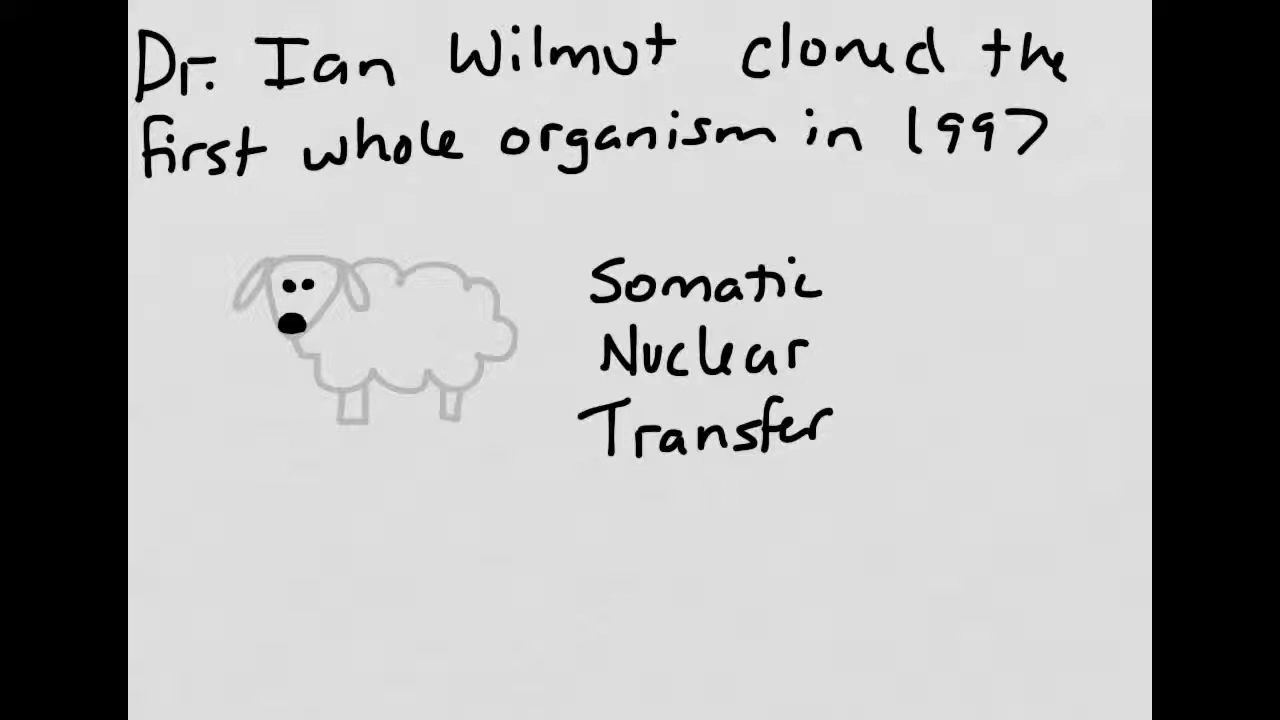 Dr. Ian Wilmut cloned the
first whole organism in 1997
Somatic
Nuclear
Transfer